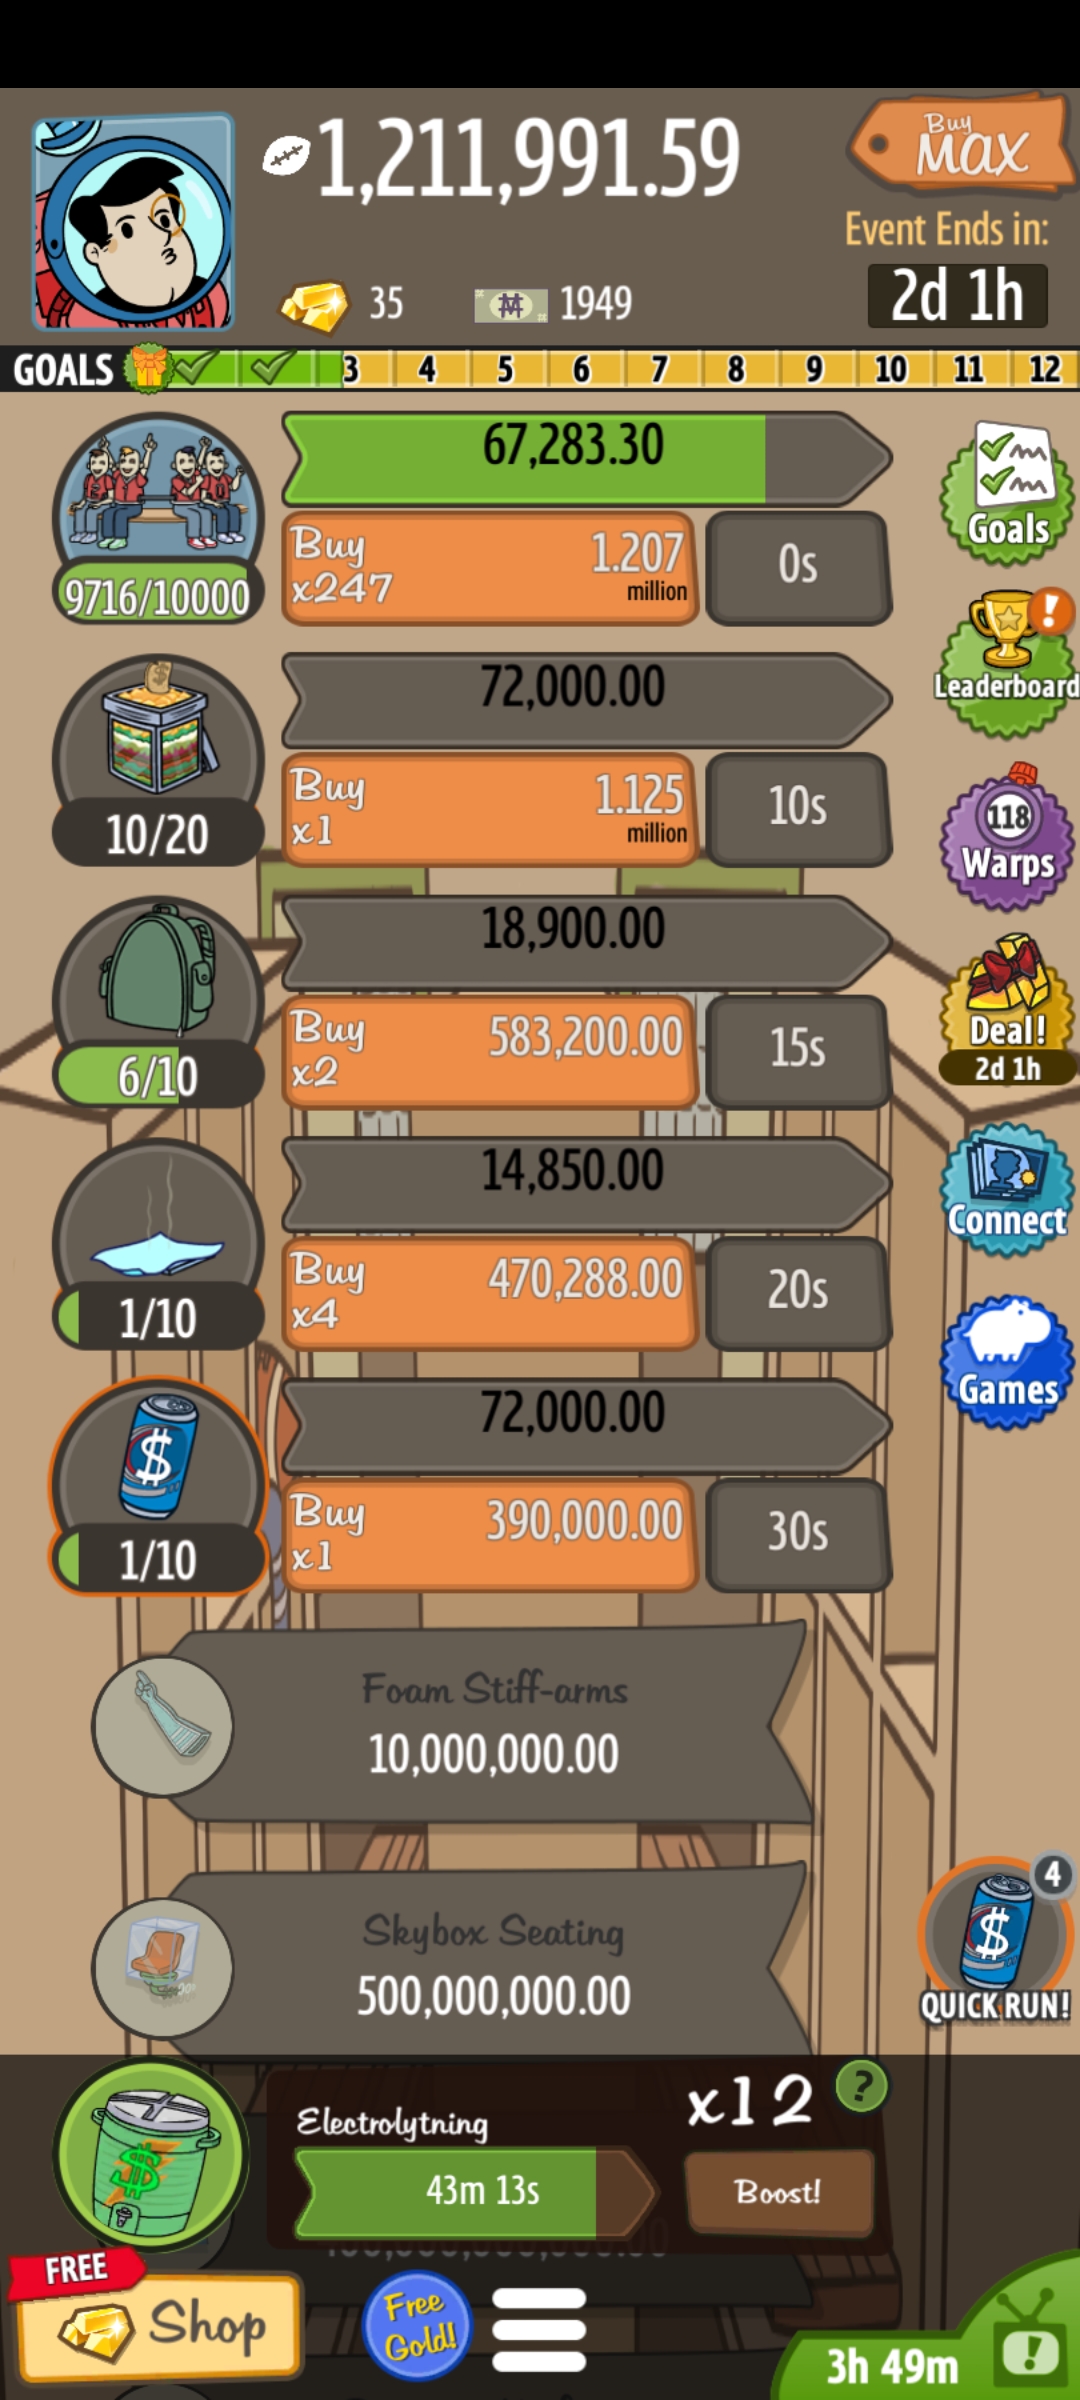 1,211,991.59
Buy
MAX
Event Ends in:
2d 1h
35
1949
GOALS 3 4 5 6 7 8 9 10 11 12
67,283.30
Buy
x247
1.207
million
0s
9716/10000
Goals
72,000.00
Buy
x1
1.125
million
10s
10/20
!
Leaderboard
118
Warps
18,900.00
Buy
x2
583,200.00
15s
6/10
Deal!
2d 1h
14,850.00
Buy
x4
470,288.00
20s
1/10
Connect
72,000.00
Buy
x1
390,000.00
30s
$
1/10
Games
Foam Stiff-arms
10,000,000.00
Skybox Seating
500,000,000.00
4
$
QUICK RUN!
$
Electrolytning
43m 13s
x12
?
Boost!
FREE
Shop
Free
Gold!
3h 49m
!